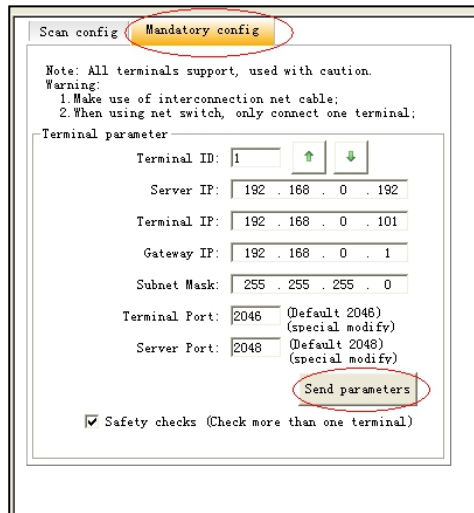 Scan config
Mandatory config
Note: All terminals support, used with caution.
Warning:
1.Make use of interconnection net cable;
2.When using net switch, only connect one terminal;
Terminal parameter
Terminal ID: 1
Server IP: 192 . 168 . 0 . 192
Terminal IP: 192 . 168 . 0 . 101
Gateway IP: 192 . 168 . 0 . 1
Subnet Mask: 255 . 255 . 255 . 0
Terminal Port: 2046 (Default 2046)
(special modify)
Server Port: 2048 (Default 2048)
(special modify)
Send parameters
Safety checks (Check more than one terminal)